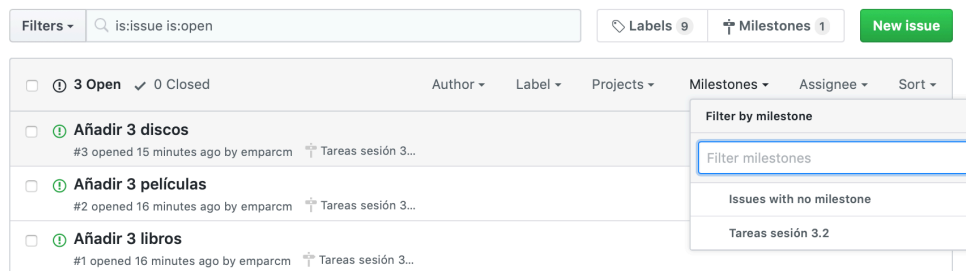 Filters is:issue is:open Labels 9 Milestones 1 New issue
3 Open 0 Closed Author Label Projects Milestones Assignee Sort
Filter by milestone
Filter milestones
Issues with no milestone
Tareas sesión 3.2
Añadir 3 discos
#3 opened 15 minutes ago by emparcm Tareas sesión 3...
Añadir 3 películas
#2 opened 16 minutes ago by emparcm Tareas sesión 3...
Añadir 3 libros
#1 opened 16 minutes ago by emparcm Tareas sesión 3...